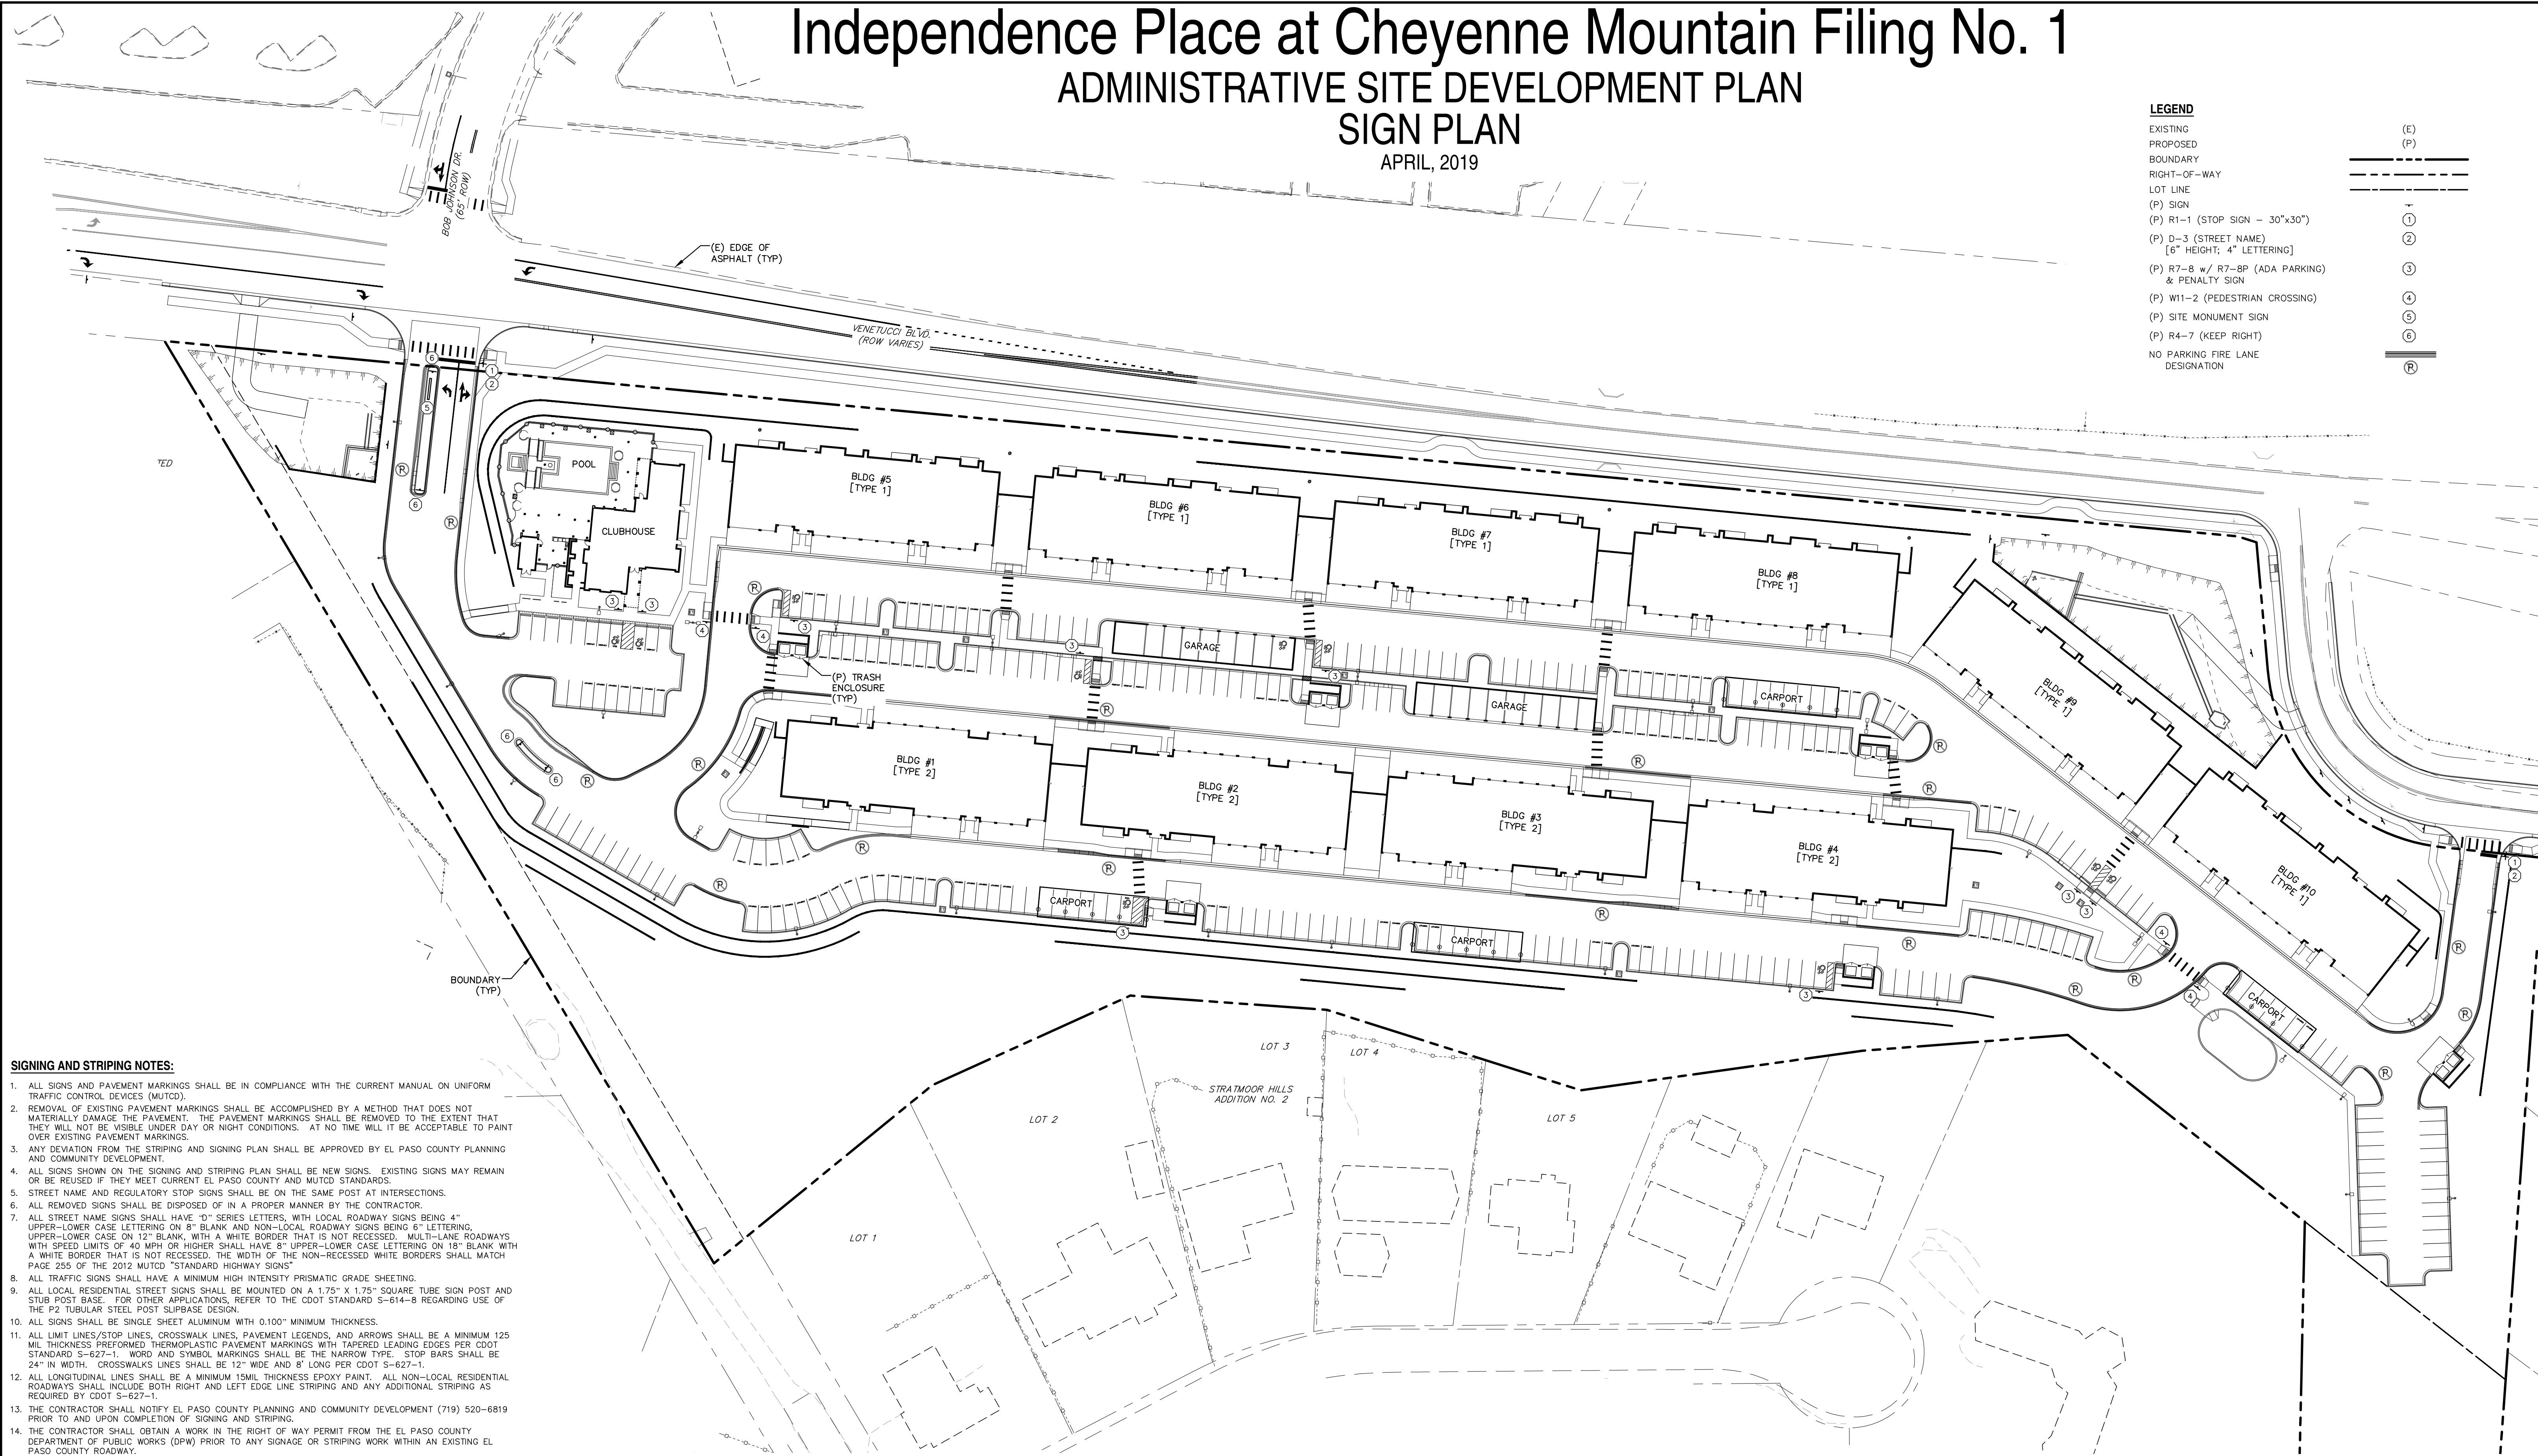 Independence Place at Cheyenne Mountain Filing No. 1
ADMINISTRATIVE SITE DEVELOPMENT PLAN
SIGN PLAN
APRIL, 2019
LEGEND
EXISTING (E)
PROPOSED (P)
BOUNDARY
RIGHT-OF-WAY
LOT LINE
(P) SIGN
(P) R1-1 (STOP SIGN - 30"x30") 1
(P) D-3 (STREET NAME) 2
[6" HEIGHT; 4" LETTERING]
(P) R7-8 w/ R7-8P (ADA PARKING) 3
& PENALTY SIGN
(P) W11-2 (PEDESTRIAN CROSSING) 4
(P) SITE MONUMENT SIGN 5
(P) R4-7 (KEEP RIGHT) 6
NO PARKING FIRE LANE
DESIGNATION
BOB JOHNSON DR.
(65' ROW)
(E) EDGE OF
ASPHALT (TYP)
VENETUCCI BLVD.
(ROW VARIES)
6
1
2
5
6
TED
POOL
CLUBHOUSE
BLDG #5
[TYPE 1]
BLDG #6
[TYPE 1]
BLDG #7
[TYPE 1]
BLDG #8
[TYPE 1]
BLDG #9
[TYPE 1]
BLDG #10
[TYPE 1]
3
3
4
4
3
3
GARAGE
3
GARAGE
CARPORT
(P) TRASH
ENCLOSURE
(TYP)
6
6
BLDG #1
[TYPE 2]
BLDG #2
[TYPE 2]
BLDG #3
[TYPE 2]
BLDG #4
[TYPE 2]
1
2
3
3
4
4
CARPORT
3
CARPORT
3
CARPORT
BOUNDARY
(TYP)
LOT 1
LOT 2
LOT 3
LOT 4
LOT 5
STRATMOOR HILLS
ADDITION NO. 2
SIGNING AND STRIPING NOTES:
1. ALL SIGNS AND PAVEMENT MARKINGS SHALL BE IN COMPLIANCE WITH THE CURRENT MANUAL ON UNIFORM
TRAFFIC CONTROL DEVICES (MUTCD).
2. REMOVAL OF EXISTING PAVEMENT MARKINGS SHALL BE ACCOMPLISHED BY A METHOD THAT DOES NOT
MATERIALLY DAMAGE THE PAVEMENT. THE PAVEMENT MARKINGS SHALL BE REMOVED TO THE EXTENT THAT
THEY WILL NOT BE VISIBLE UNDER DAY OR NIGHT CONDITIONS. AT NO TIME WILL IT BE ACCEPTABLE TO PAINT
OVER EXISTING PAVEMENT MARKINGS.
3. ANY DEVIATION FROM THE STRIPING AND SIGNING PLAN SHALL BE APPROVED BY EL PASO COUNTY PLANNING
AND COMMUNITY DEVELOPMENT.
4. ALL SIGNS SHOWN ON THE SIGNING AND STRIPING PLAN SHALL BE NEW SIGNS. EXISTING SIGNS MAY REMAIN
OR BE REUSED IF THEY MEET CURRENT EL PASO COUNTY AND MUTCD STANDARDS.
5. STREET NAME AND REGULATORY STOP SIGNS SHALL BE ON THE SAME POST AT INTERSECTIONS.
6. ALL REMOVED SIGNS SHALL BE DISPOSED OF IN A PROPER MANNER BY THE CONTRACTOR.
7. ALL STREET NAME SIGNS SHALL HAVE "D" SERIES LETTERS, WITH LOCAL ROADWAY SIGNS BEING 4"
UPPER-LOWER CASE LETTERING ON 8" BLANK AND NON-LOCAL ROADWAY SIGNS BEING 6" LETTERING,
UPPER-LOWER CASE ON 12" BLANK, WITH A WHITE BORDER THAT IS NOT RECESSED. MULTI-LANE ROADWAYS
WITH SPEED LIMITS OF 40 MPH OR HIGHER SHALL HAVE 8" UPPER-LOWER CASE LETTERING ON 18" BLANK WITH
A WHITE BORDER THAT IS NOT RECESSED. THE WIDTH OF THE NON-RECESSED WHITE BORDERS SHALL MATCH
PAGE 255 OF THE 2012 MUTCD "STANDARD HIGHWAY SIGNS"
8. ALL TRAFFIC SIGNS SHALL HAVE A MINIMUM HIGH INTENSITY PRISMATIC GRADE SHEETING.
9. ALL LOCAL RESIDENTIAL STREET SIGNS SHALL BE MOUNTED ON A 1.75" X 1.75" SQUARE TUBE SIGN POST AND
STUB POST BASE. FOR OTHER APPLICATIONS, REFER TO THE CDOT STANDARD S-614-8 REGARDING USE OF
THE P2 TUBULAR STEEL POST SLIPBASE DESIGN.
10. ALL SIGNS SHALL BE SINGLE SHEET ALUMINUM WITH 0.100" MINIMUM THICKNESS.
11. ALL LIMIT LINES/STOP LINES, CROSSWALK LINES, PAVEMENT LEGENDS, AND ARROWS SHALL BE A MINIMUM 125
MIL THICKNESS PREFORMED THERMOPLASTIC PAVEMENT MARKINGS WITH TAPERED LEADING EDGES PER CDOT
STANDARD S-627-1. WORD AND SYMBOL MARKINGS SHALL BE THE NARROW TYPE. STOP BARS SHALL BE
24" IN WIDTH. CROSSWALKS LINES SHALL BE 12" WIDE AND 8' LONG PER CDOT S-627-1.
12. ALL LONGITUDINAL LINES SHALL BE A MINIMUM 15MIL THICKNESS EPOXY PAINT. ALL NON-LOCAL RESIDENTIAL
ROADWAYS SHALL INCLUDE BOTH RIGHT AND LEFT EDGE LINE STRIPING AND ANY ADDITIONAL STRIPING AS
REQUIRED BY CDOT S-627-1.
13. THE CONTRACTOR SHALL NOTIFY EL PASO COUNTY PLANNING AND COMMUNITY DEVELOPMENT (719) 520-6819
PRIOR TO AND UPON COMPLETION OF SIGNING AND STRIPING.
14. THE CONTRACTOR SHALL OBTAIN A WORK IN THE RIGHT OF WAY PERMIT FROM THE EL PASO COUNTY
DEPARTMENT OF PUBLIC WORKS (DPW) PRIOR TO ANY SIGNAGE OR STRIPING WORK WITHIN AN EXISTING EL
PASO COUNTY ROADWAY.